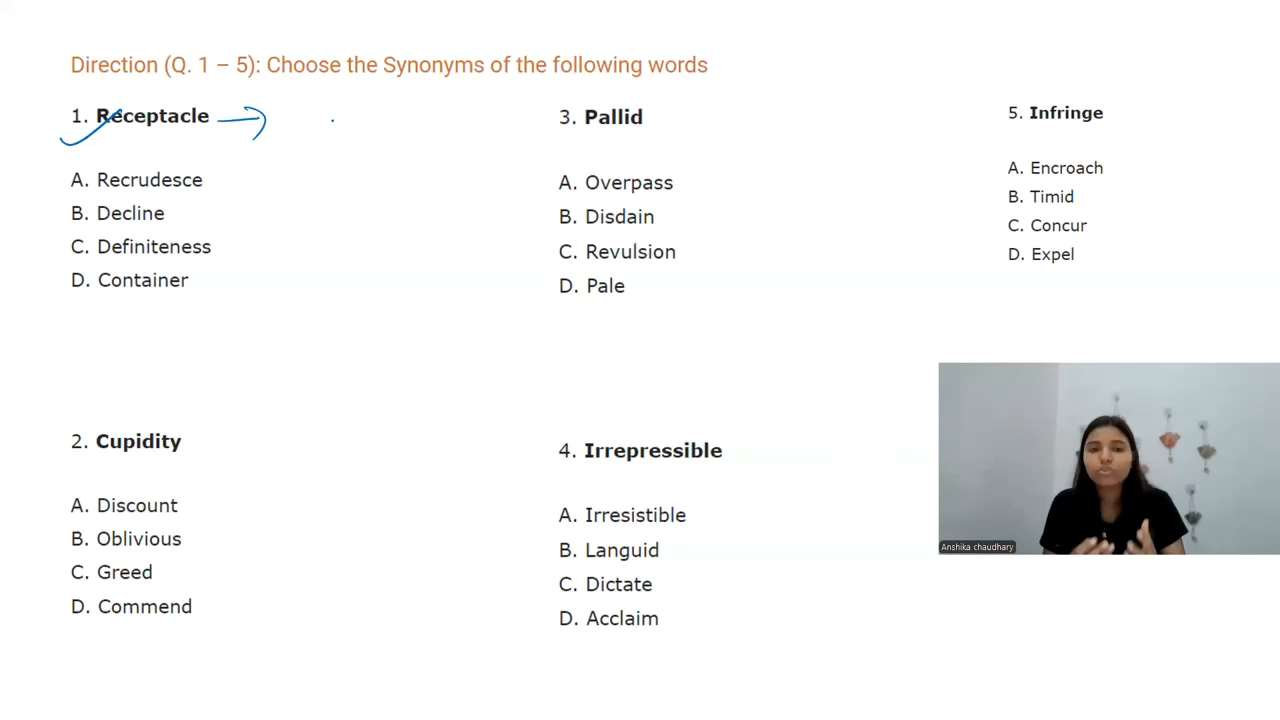 Direction (Q. 1 – 5): Choose the Synonyms of the following words
1. Receptacle
A. Recrudesce
B. Decline
C. Definiteness
D. Container
2. Cupidity
A. Discount
B. Oblivious
C. Greed
D. Commend
3. Pallid
A. Overpass
B. Disdain
C. Revulsion
D. Pale
4. Irrepressible
A. Irresistible
B. Languid
C. Dictate
D. Acclaim
5. Infringe
A. Encroach
B. Timid
C. Concur
D. Expel
Anshika chaudhary